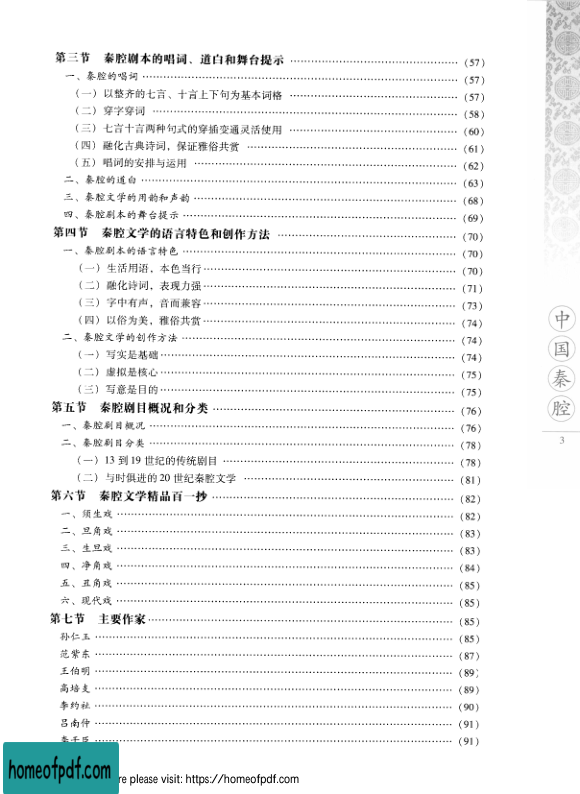 第三节　秦腔剧本的唱词、道白和舞台提示 …… (57)
一、秦腔的唱词 …… (57)
（一）以整齐的七言、十言上下句为基本词格 …… (57)
（二）穿字穿词 …… (58)
（三）七言十言两种句式的穿插变通灵活使用 …… (60)
（四）融化古典诗词，保证雅俗共赏 …… (61)
（五）唱词的安排与运用 …… (62)
二、秦腔的道白 …… (63)
三、秦腔文学的用韵和声韵 …… (68)
四、秦腔剧本的舞台提示 …… (69)
第四节　秦腔文学的语言特色和创作方法 …… (70)
一、秦腔剧本的语言特色 …… (70)
（一）生活用语，本色当行 …… (70)
（二）融化诗词，表现力强 …… (71)
（三）字中有声，音而兼容 …… (73)
（四）以俗为美，雅俗共赏 …… (74)
二、秦腔文学的创作方法 …… (74)
（一）写实是基础 …… (74)
（二）虚拟是核心 …… (75)
（三）写意是目的 …… (75)
第五节　秦腔剧目概况和分类 …… (76)
一、秦腔剧目概况 …… (76)
二、秦腔剧目分类 …… (78)
（一）13 到 19 世纪的传统剧目 …… (78)
（二）与时俱进的 20 世纪秦腔文学 …… (81)
第六节　秦腔文学精品百一抄 …… (82)
一、须生戏 …… (82)
二、旦角戏 …… (83)
三、生旦戏 …… (83)
四、净角戏 …… (84)
五、丑角戏 …… (85)
六、现代戏 …… (85)
第七节　主要作家 …… (85)
孙仁玉 …… (85)
范紫东 …… (87)
王伯明 …… (89)
高培支 …… (89)
李约祉 …… (90)
吕南仲 …… (91)
…… (91)
中国秦腔
3
homeofpdf.com
re please visit: https://homeofpdf.com